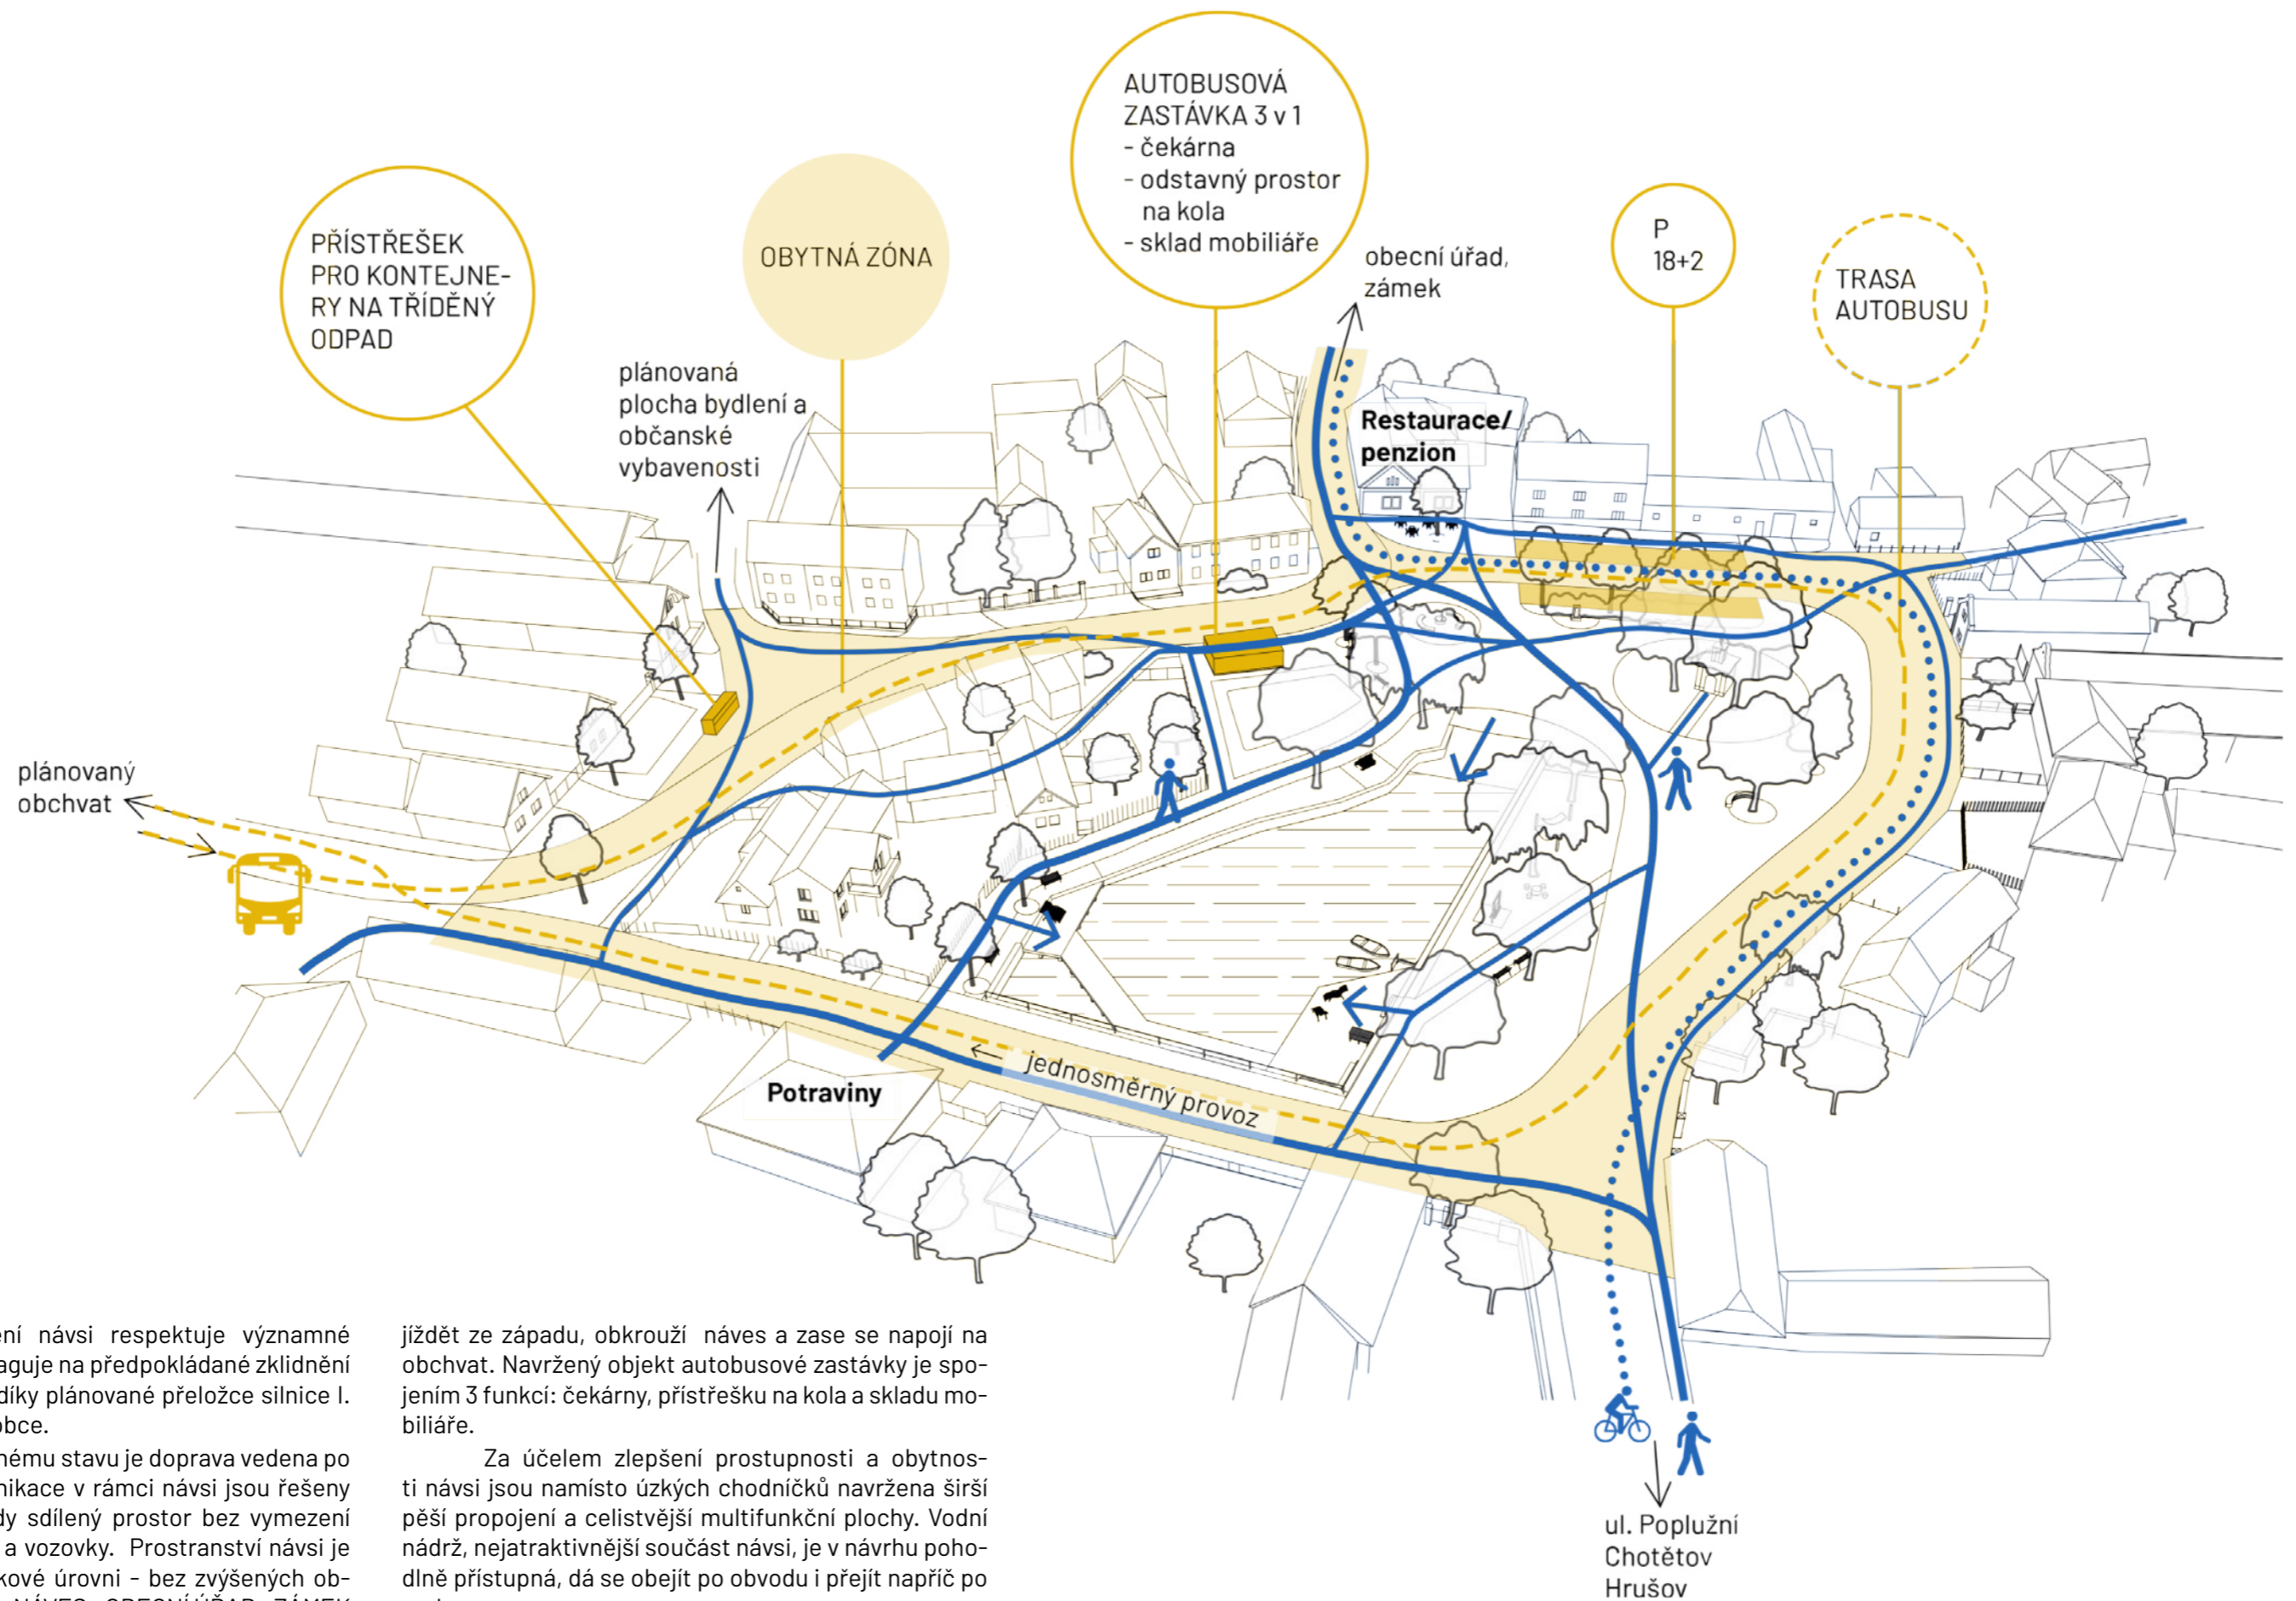 AUTOBUSOVÁ
ZASTÁVKA 3 v 1
- čekárna
- odstavný prostor
na kola
- sklad mobiliáře
PŘÍSTŘEŠEK
PRO KONTEJNE-
RY NA TŘÍDĚNÝ
ODPAD
OBYTNÁ ZÓNA
obecní úřad,
zámek
P
18+2
TRASA
AUTOBUSU
plánovaná
plocha bydlení a
občanské
vybavenosti
Restaurace/
penzion
plánovaný
obchvat
jednosměrný provoz
Potraviny
ul. Poplužní
Chotětov
Hrušov
ení návsi respektuje významné
aguje na předpokládané zklidnění
díky plánované přeložce silnice I.
obce.
nému stavu je doprava vedena po
nikace v rámci návsi jsou řešeny
dy sdílený prostor bez vymezení
a vozovky. Prostranství návsi je
kové úrovni - bez zvýšených ob-
NÁVES OBECNÍ ÚŘAD ZÁMEK
jíždět ze západu, obkrouží náves a zase se napojí na
obchvat. Navržený objekt autobusové zastávky je spo-
jením 3 funkcí: čekárny, přístřešku na kola a skladu mo-
biliáře.
Za účelem zlepšení prostupnosti a obytnos-
ti návsi jsou namísto úzkých chodníčků navržena širší
pěší propojení a celistvější multifunkční plochy. Vodní
nádrž, nejatraktivnější součást návsi, je v návrhu poho-
dlně přístupná, dá se obejít po obvodu i přejít napříč po